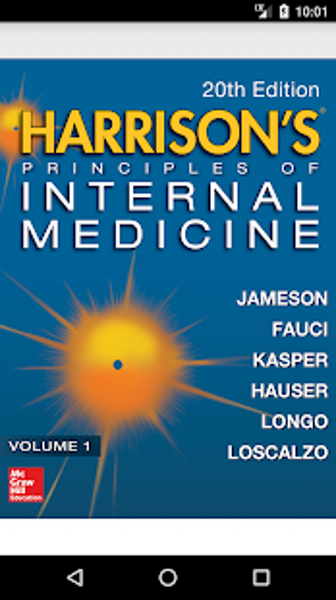 10:01
20th Edition
HARRISON'S®
PRINCIPLES OF
INTERNAL
MEDICINE
JAMESON
FAUCI
KASPER
HAUSER
LONGO
LOSCALZO
VOLUME 1
Mc
Graw
Hill
Education